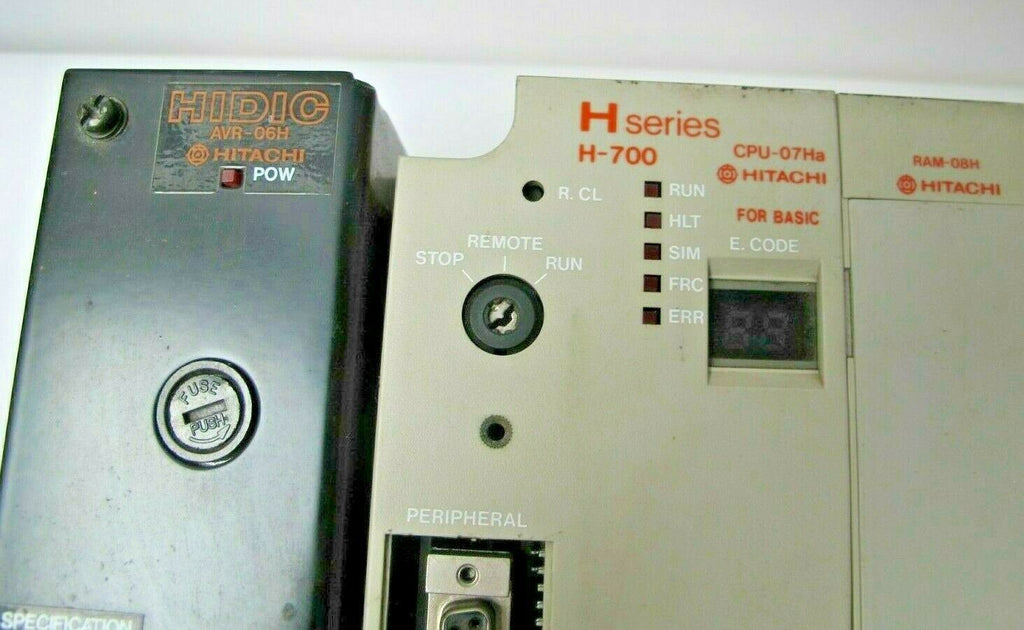 HIDIC
AVR-06H
HITACHI
POW
FUSE
PUSH
SPECIFICATION
H series
H-700
CPU-07Ha
HITACHI
FOR BASIC
R. CL
RUN
HLT
SIM
FRC
ERR
E. CODE
REMOTE
STOP
RUN
PERIPHERAL
RAM-08H
HITACHI